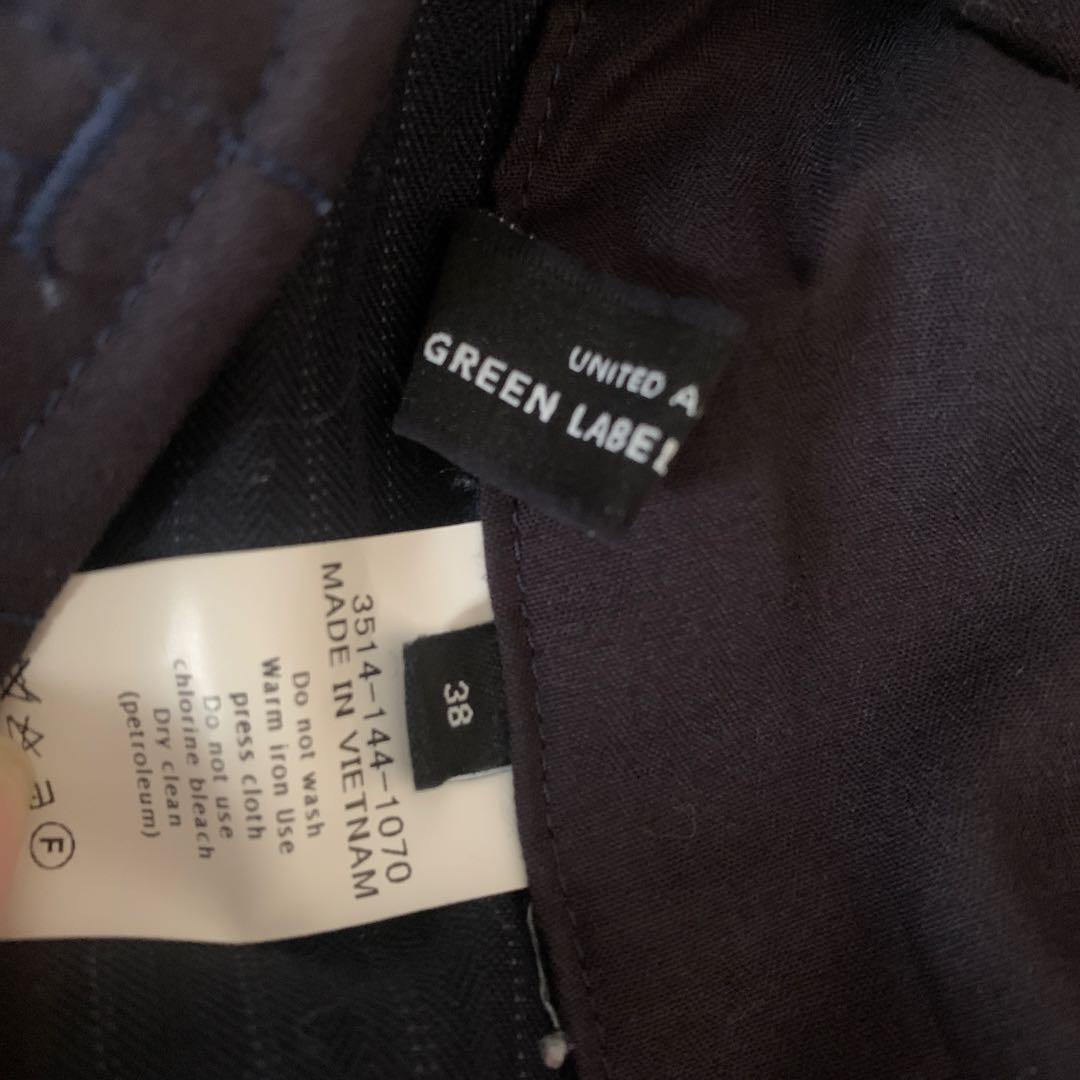 UNITED A
GREEN LABEL
38
3514-144-1070
MADE IN VIETNAM
Do not wash
Warm iron Use
press cloth
Do not use
chlorine bleach
Dry clean
(petroleum)
F